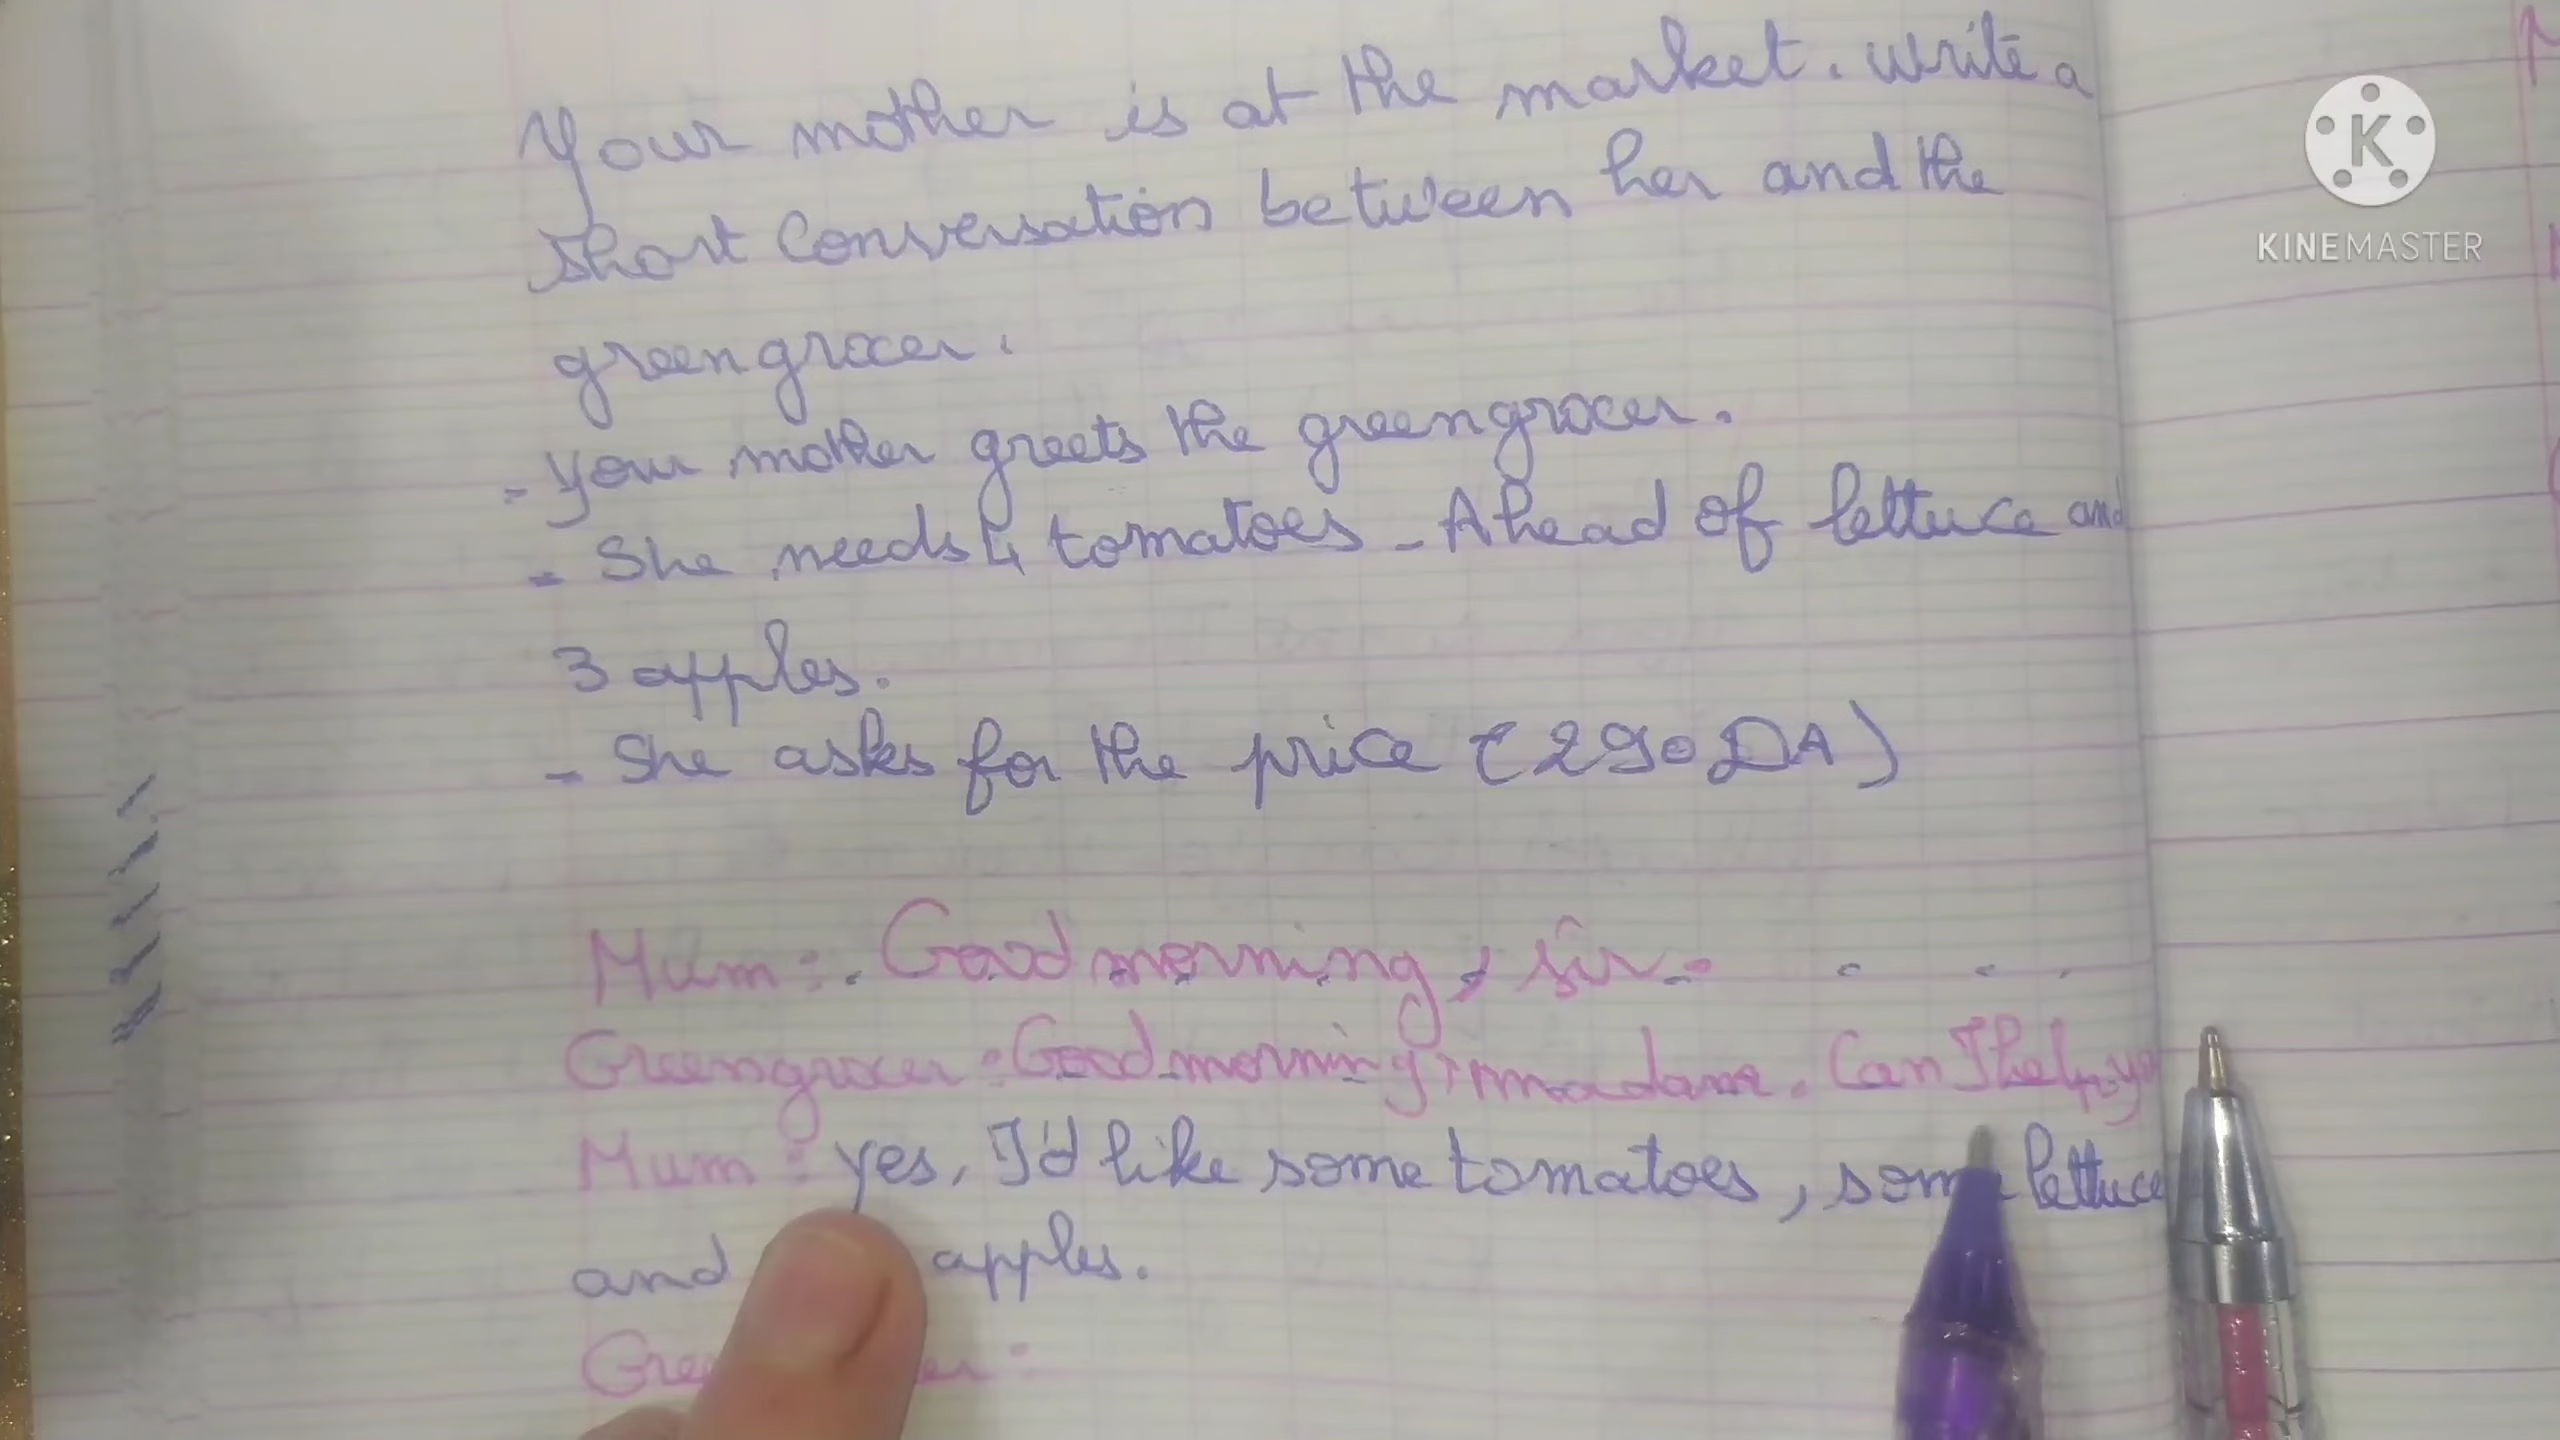 Your mother is at the market. Write a
short Conversation between her and the
greengrocer.
- Your mother greets the greengrocer.
- She needs 4 tomatoes - A head of lettuce and
3 apples.
- She asks for the price (290 DA)
Mum: Good morning, sir.
Greengrocer: Good morning, madame. Can I help
Mum: yes, I'd like some tomatoes, some lettuce
and apples.
K
KINEMASTER